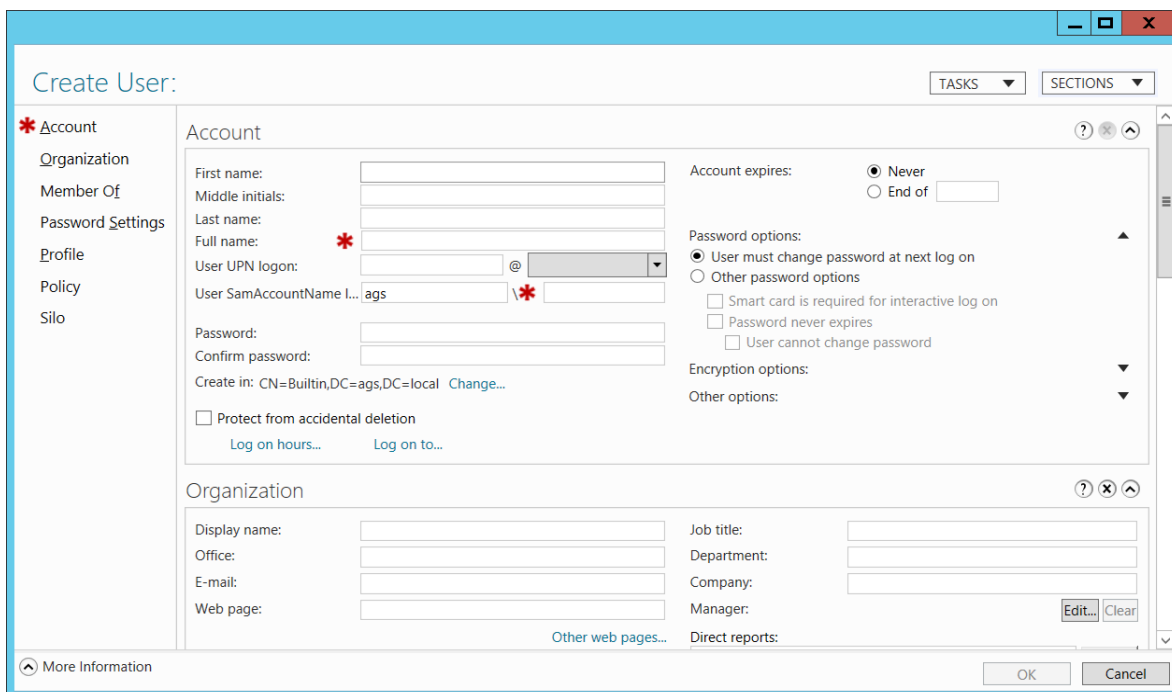 Create User:
TASKS
SECTIONS
Account
Organization
Member Of
Password Settings
Profile
Policy
Silo
Account
First name:
Middle initials:
Last name:
Full name:
User UPN logon: @
User SamAccountName l... ags \
Password:
Confirm password:
Create in: CN=Builtin,DC=ags,DC=local Change...
Protect from accidental deletion
Log on hours... Log on to...
Account expires: Never
End of
Password options:
User must change password at next log on
Other password options
Smart card is required for interactive log on
Password never expires
User cannot change password
Encryption options:
Other options:
Organization
Display name:
Office:
E-mail:
Web page:
Other web pages...
Job title:
Department:
Company:
Manager: Edit... Clear
Direct reports:
More Information
OK Cancel